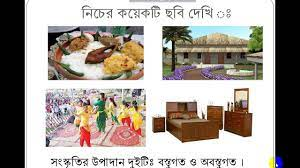 নিচের কয়েকটি ছবি দেখি ঃ
সংস্কৃতির উপাদান দুইটিঃ বস্তুগত ও অবস্তুগত ।